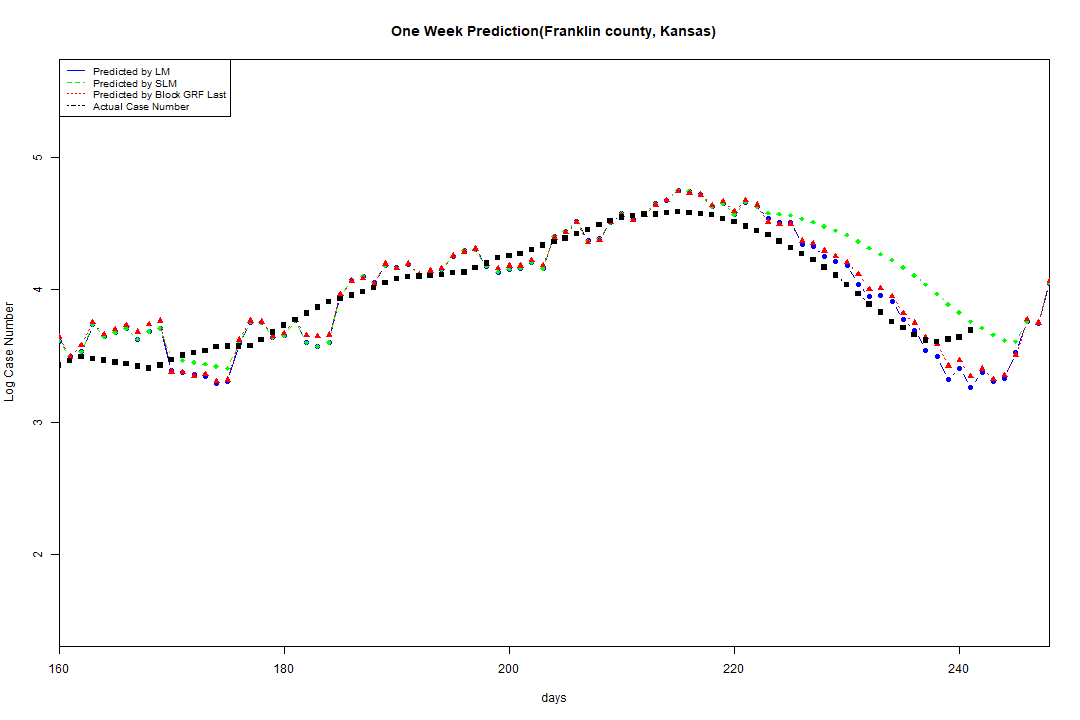 One Week Prediction(Franklin county, Kansas)
Predicted by LM
Predicted by SLM
Predicted by Block GRF Last
Actual Case Number
5
4
3
2
Log Case Number
160 180 200 220 240
days